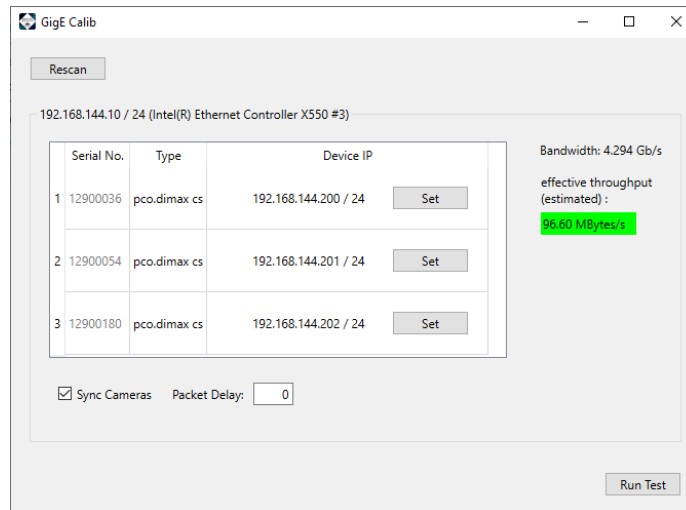 GigE Calib
Rescan
192.168.144.10 / 24 (Intel(R) Ethernet Controller X550 #3)
Serial No. Type Device IP
1 12900036 pco.dimax cs 192.168.144.200 / 24 Set
2 12900054 pco.dimax cs 192.168.144.201 / 24 Set
3 12900180 pco.dimax cs 192.168.144.202 / 24 Set
Bandwidth: 4.294 Gb/s
effective throughput
(estimated) :
96.60 MBytes/s
Sync Cameras Packet Delay: 0
Run Test